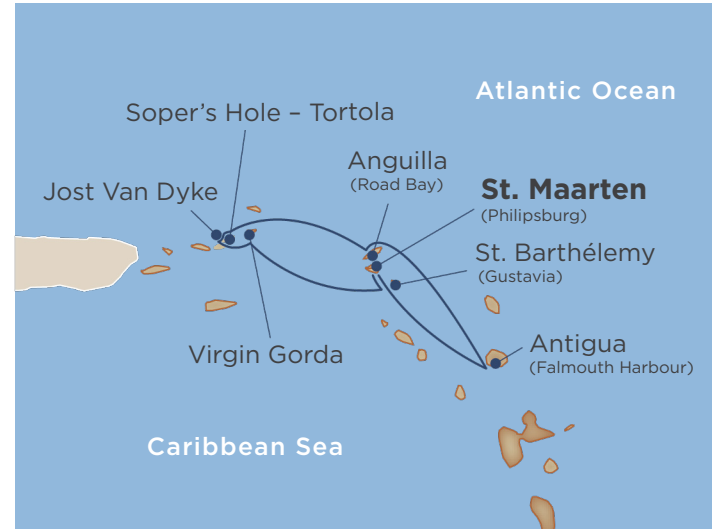 Atlantic Ocean
Soper's Hole – Tortola
Anguilla
(Road Bay)
St. Maarten
(Philipsburg)
Jost Van Dyke
St. Barthélemy
(Gustavia)
Virgin Gorda
Antigua
(Falmouth Harbour)
Caribbean Sea